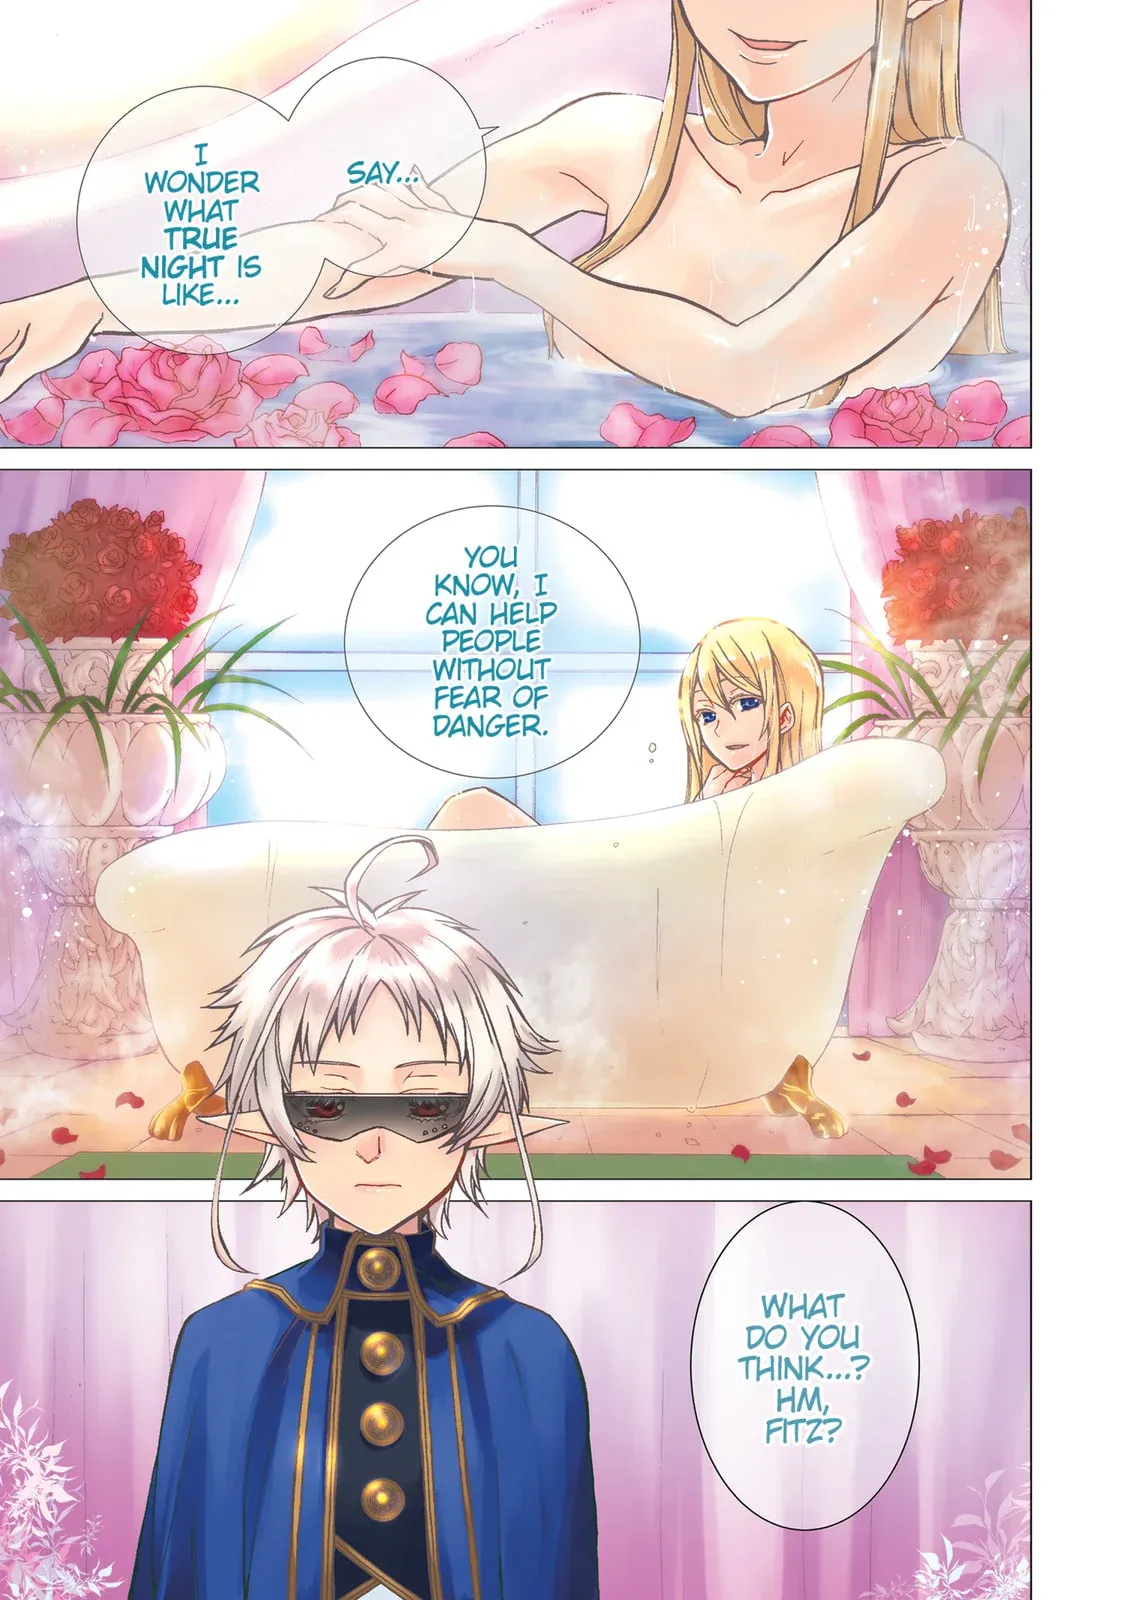 SAY...
I
WONDER
WHAT
TRUE
NIGHT IS
LIKE...
YOU
KNOW, I
CAN HELP
PEOPLE
WITHOUT
FEAR OF
DANGER.
WHAT
DO YOU
THINK...?
HM,
FITZ?